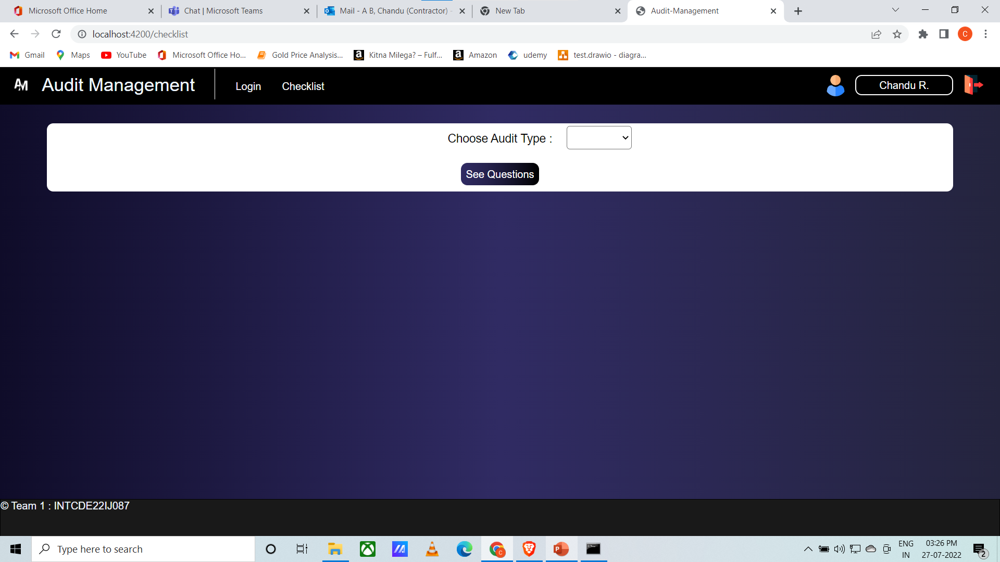 Microsoft Office Home
Chat | Microsoft Teams
Mail - A B, Chandu (Contractor) -
New Tab
Audit-Management
localhost:4200/checklist
C
Gmail
Maps
YouTube
Microsoft Office Ho...
Gold Price Analysis...
Kitna Milega? – Fulf...
Amazon
udemy
test.drawio - diagra...
AM
Audit Management
Login
Checklist
Chandu R.
Choose Audit Type :
See Questions
© Team 1 : INTCDE22IJ087
Type here to search
ENG
IN
03:26 PM
27-07-2022
2